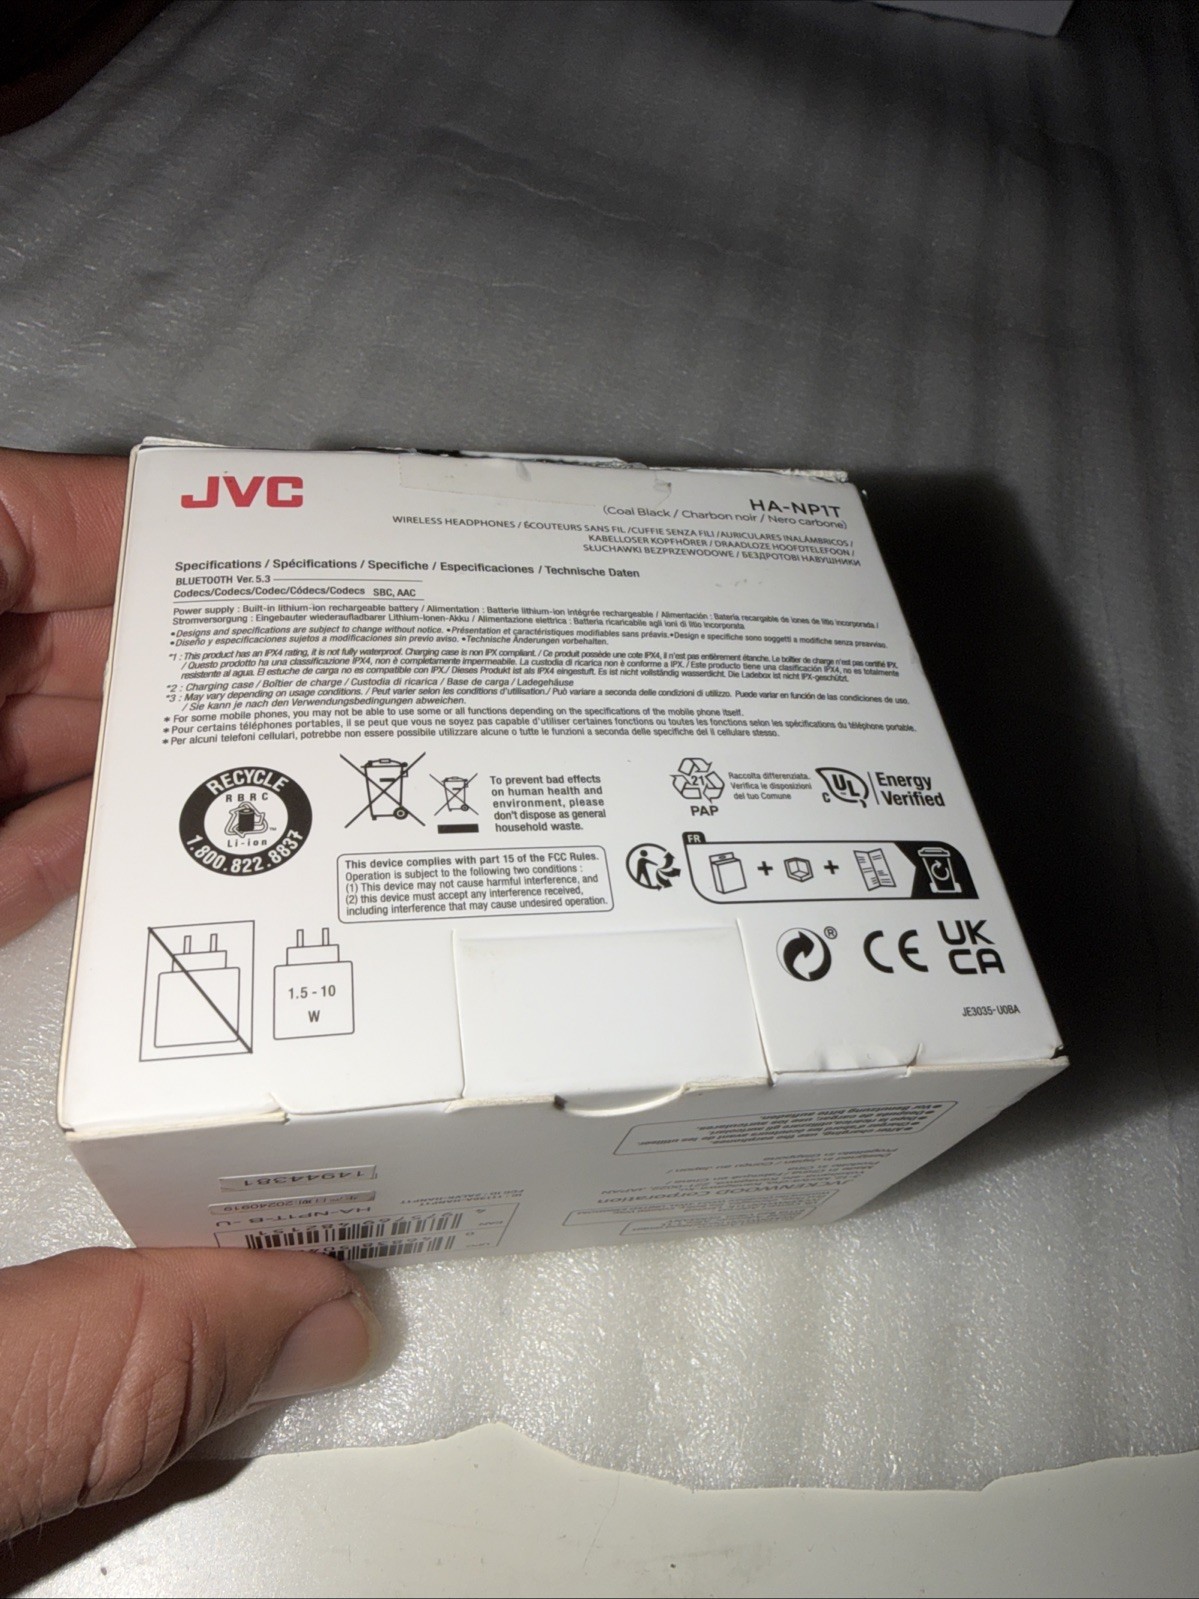 JVC
HA-NP1T
(Coal Black / Charbon noir / Nero carbone)
WIRELESS HEADPHONES / ÉCOUTEURS SANS FIL /CUFFIE SENZA FILI /AURICULARES INALÁMBRICOS /
KABELLOSER KOPFHÖRER / DRAADLOZE HOOFDTELEFOON /
SŁUCHAWKI BEZPRZEWODOWE / БЕЗДРОТОВІ НАВУШНИКИ
Specifications / Spécifications / Specifiche / Especificaciones / Technische Daten
BLUETOOTH Ver. 5.3
Codecs/Codecs/Codec/Códecs/Codecs SBC, AAC
Power supply : Built-in lithium-ion rechargeable battery / Alimentation : Batterie lithium-ion intégrée rechargeable / Alimentación : Batería recargable de iones de litio incorporada /
Stromversorgung : Eingebauter wiederaufladbarer Lithium-Ionen-Akku / Alimentazione elettrica : Batteria ricaricabile agli ioni di litio incorporata
•Designs and specifications are subject to change without notice. •Présentation et caractéristiques modifiables sans préavis.•Design e specifiche sono soggetti a modifiche senza preavviso.
•Diseño y especificaciones sujetos a modificaciones sin previo aviso. •Technische Änderungen vorbehalten.
*1 : This product has an IPX4 rating, it is not fully waterproof. Charging case is non IPX compliant. / Ce produit possède une cote IPX4, il n'est pas entièrement étanche. Le boîtier de charge n'est pas certifié IPX.
/ Questo prodotto ha una classificazione IPX4, non è completamente impermeabile. La custodia di ricarica non è conforme a IPX. / Este producto tiene una clasificación IPX4, no es totalmente
resistente al agua. El estuche de carga no es compatible con IPX./ Dieses Produkt ist als IPX4 eingestuft. Es ist nicht vollständig wasserdicht. Die Ladebox ist nicht IPX-geschützt.
*2 : Charging case / Boîtier de charge / Custodia di ricarica / Base de carga / Ladegehäuse
*3 : May vary depending on usage conditions. / Peut varier selon les conditions d'utilisation./ Può variare a seconda delle condizioni di utilizzo. Puede variar en función de las condiciones de uso.
/ Sie kann je nach den Verwendungsbedingungen abweichen.
• For some mobile phones, you may not be able to use some or all functions depending on the specifications of the mobile phone itself.
• Pour certains téléphones portables, il se peut que vous ne soyez pas capable d'utiliser certaines fonctions ou toutes les fonctions selon les spécifications du téléphone portable.
• Per alcuni telefoni cellulari, potrebbe non essere possibile utilizzare alcune o tutte le funzioni a seconda delle specifiche del il cellulare stesso.
RECYCLE
RBRC
Li-ion
1.800.822.8837
To prevent bad effects
on human health and
environment, please
don't dispose as general
household waste.
21
PAP
Raccolta differenziata.
Verifica le disposizioni
del tuo Comune
C UL Energy
Verified
This device complies with part 15 of the FCC Rules.
Operation is subject to the following two conditions :
(1) This device may not cause harmful interference, and
(2) this device must accept any interference received,
including interference that may cause undesired operation.
FR
+ +
1.5 - 10
W
®
CE
UK
CA
JE3035-U0BA
14944381
20240919
HA-NP1T-B-U
JVCKENWOOD Corporation